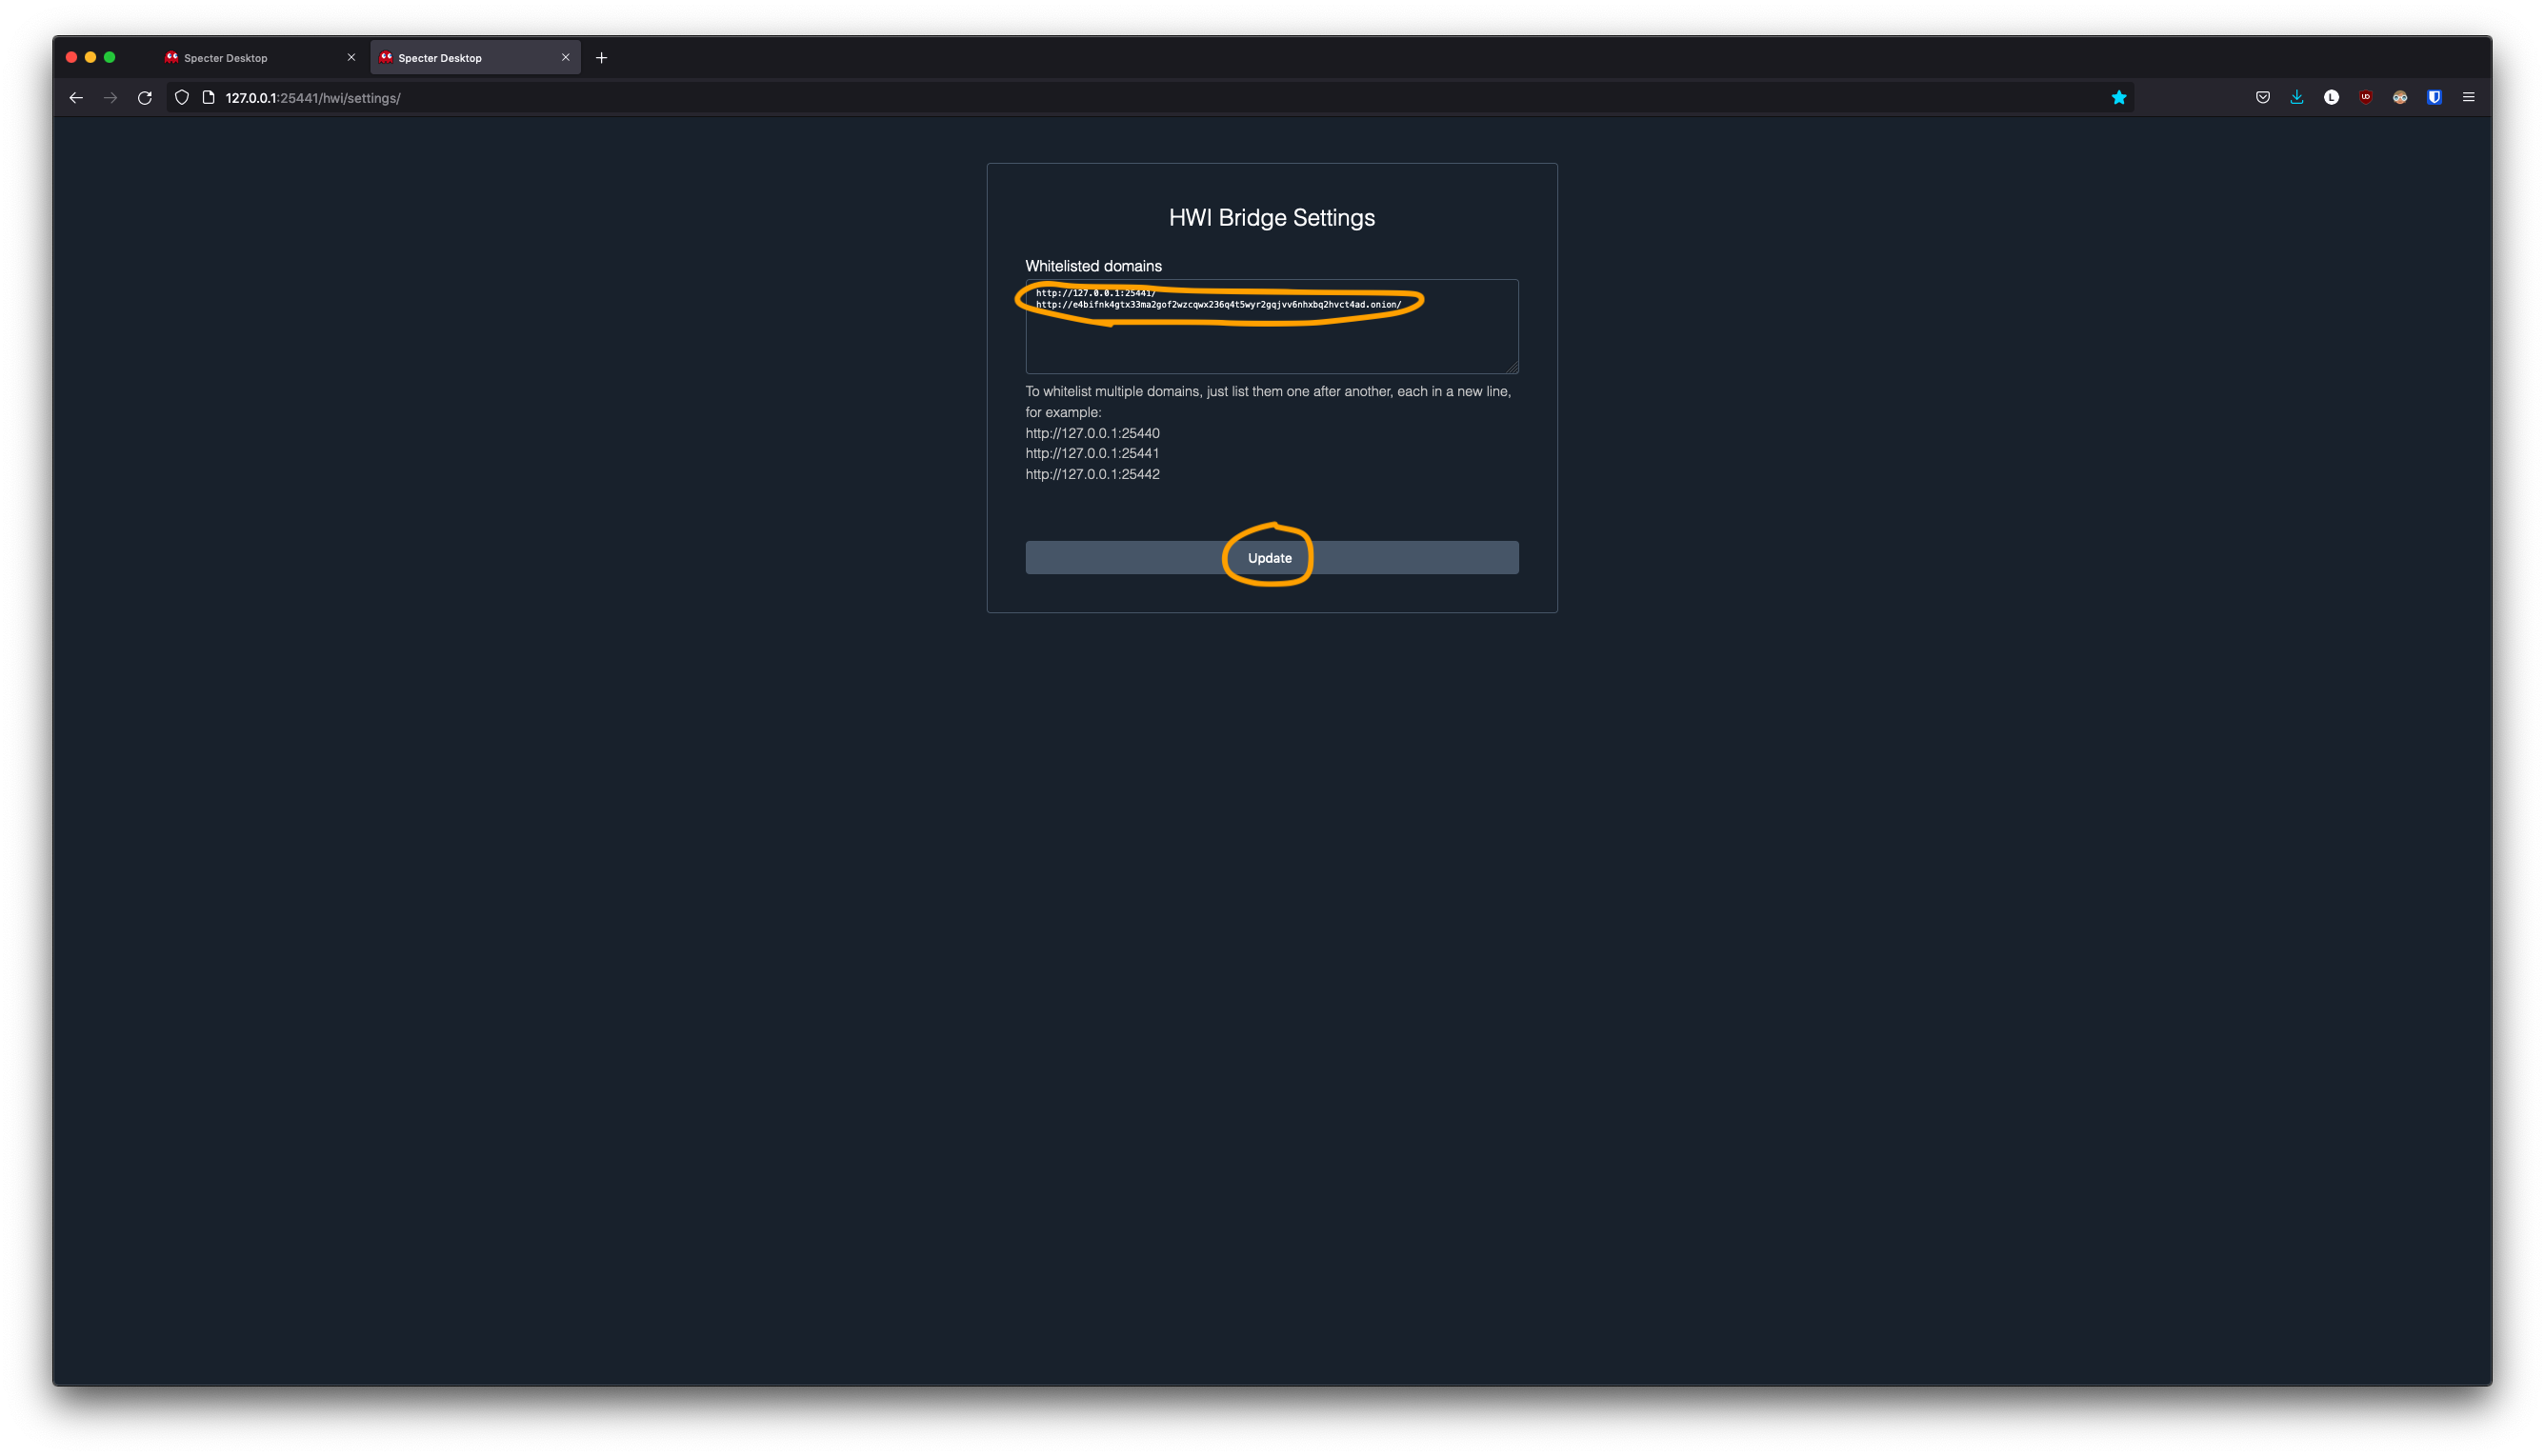 Specter Desktop
Specter Desktop
127.0.0.1:25441/hwi/settings/
HWI Bridge Settings
Whitelisted domains
http://127.0.0.1:25441/
http://e4bifnk4gtx33ma2gof2wzcqwx236q4t5wyr2gqjvv6nhxbq2hvct4ad.onion/
To whitelist multiple domains, just list them one after another, each in a new line,
for example:
http://127.0.0.1:25440
http://127.0.0.1:25441
http://127.0.0.1:25442
Update